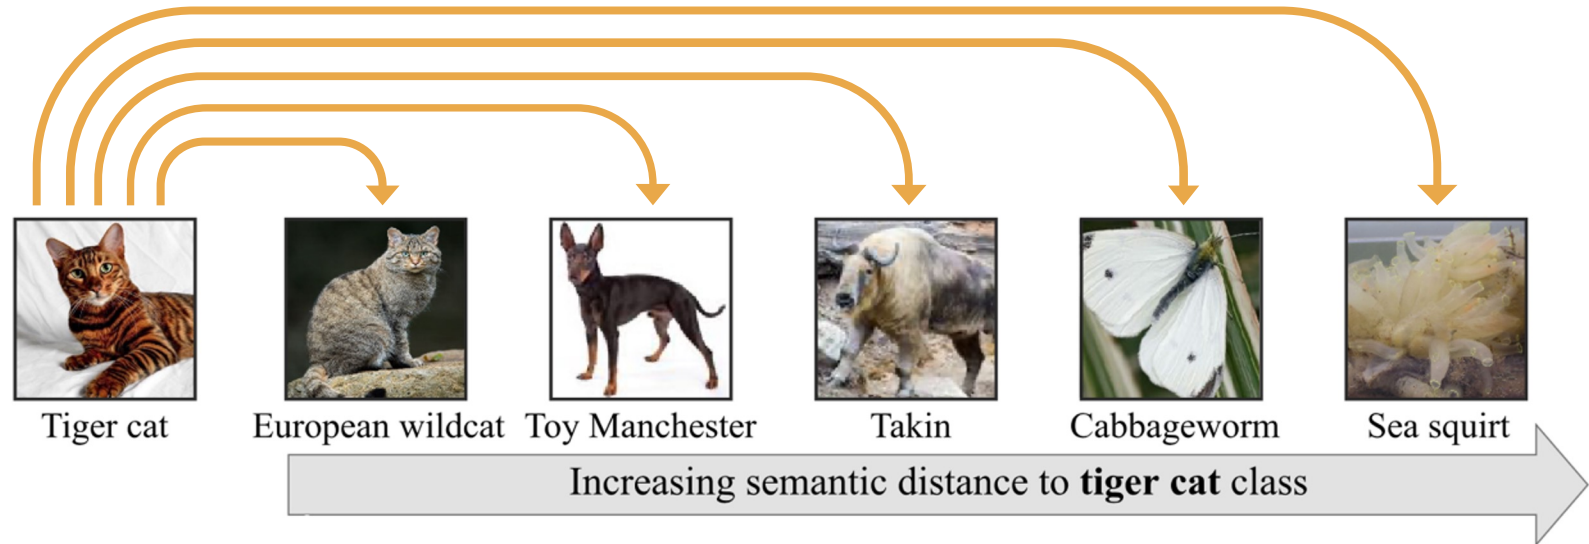 Tiger cat
European wildcat
Toy Manchester
Takin
Cabbageworm
Sea squirt
Increasing semantic distance to tiger cat class